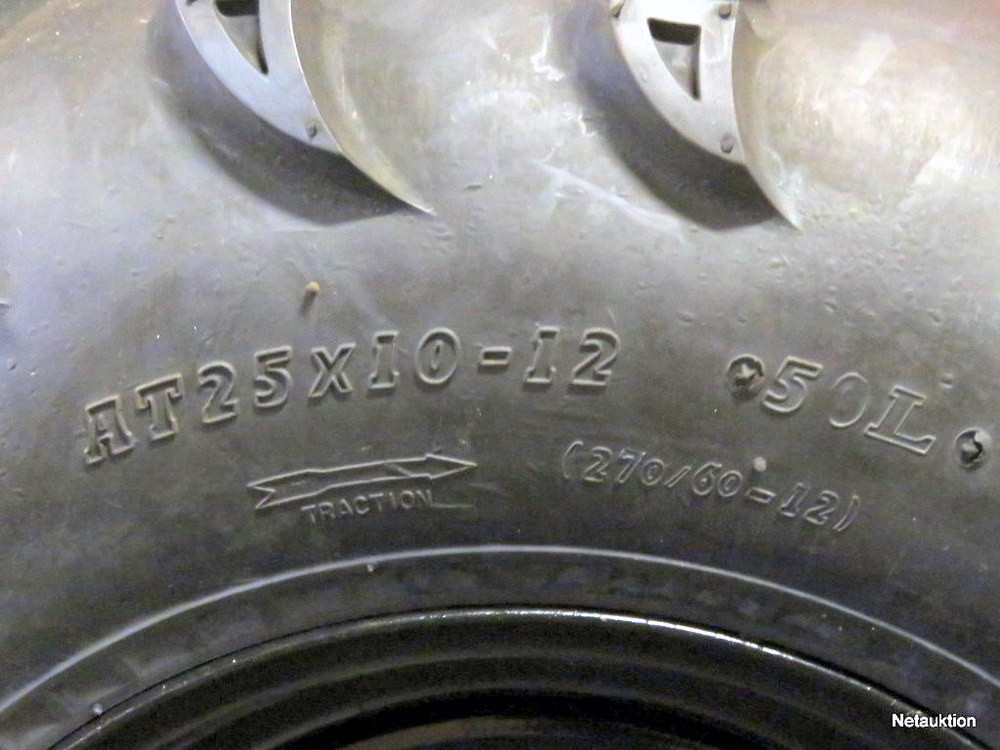 AT25x10-12 50L
TRACTION
(270/60-12)
Netauktion